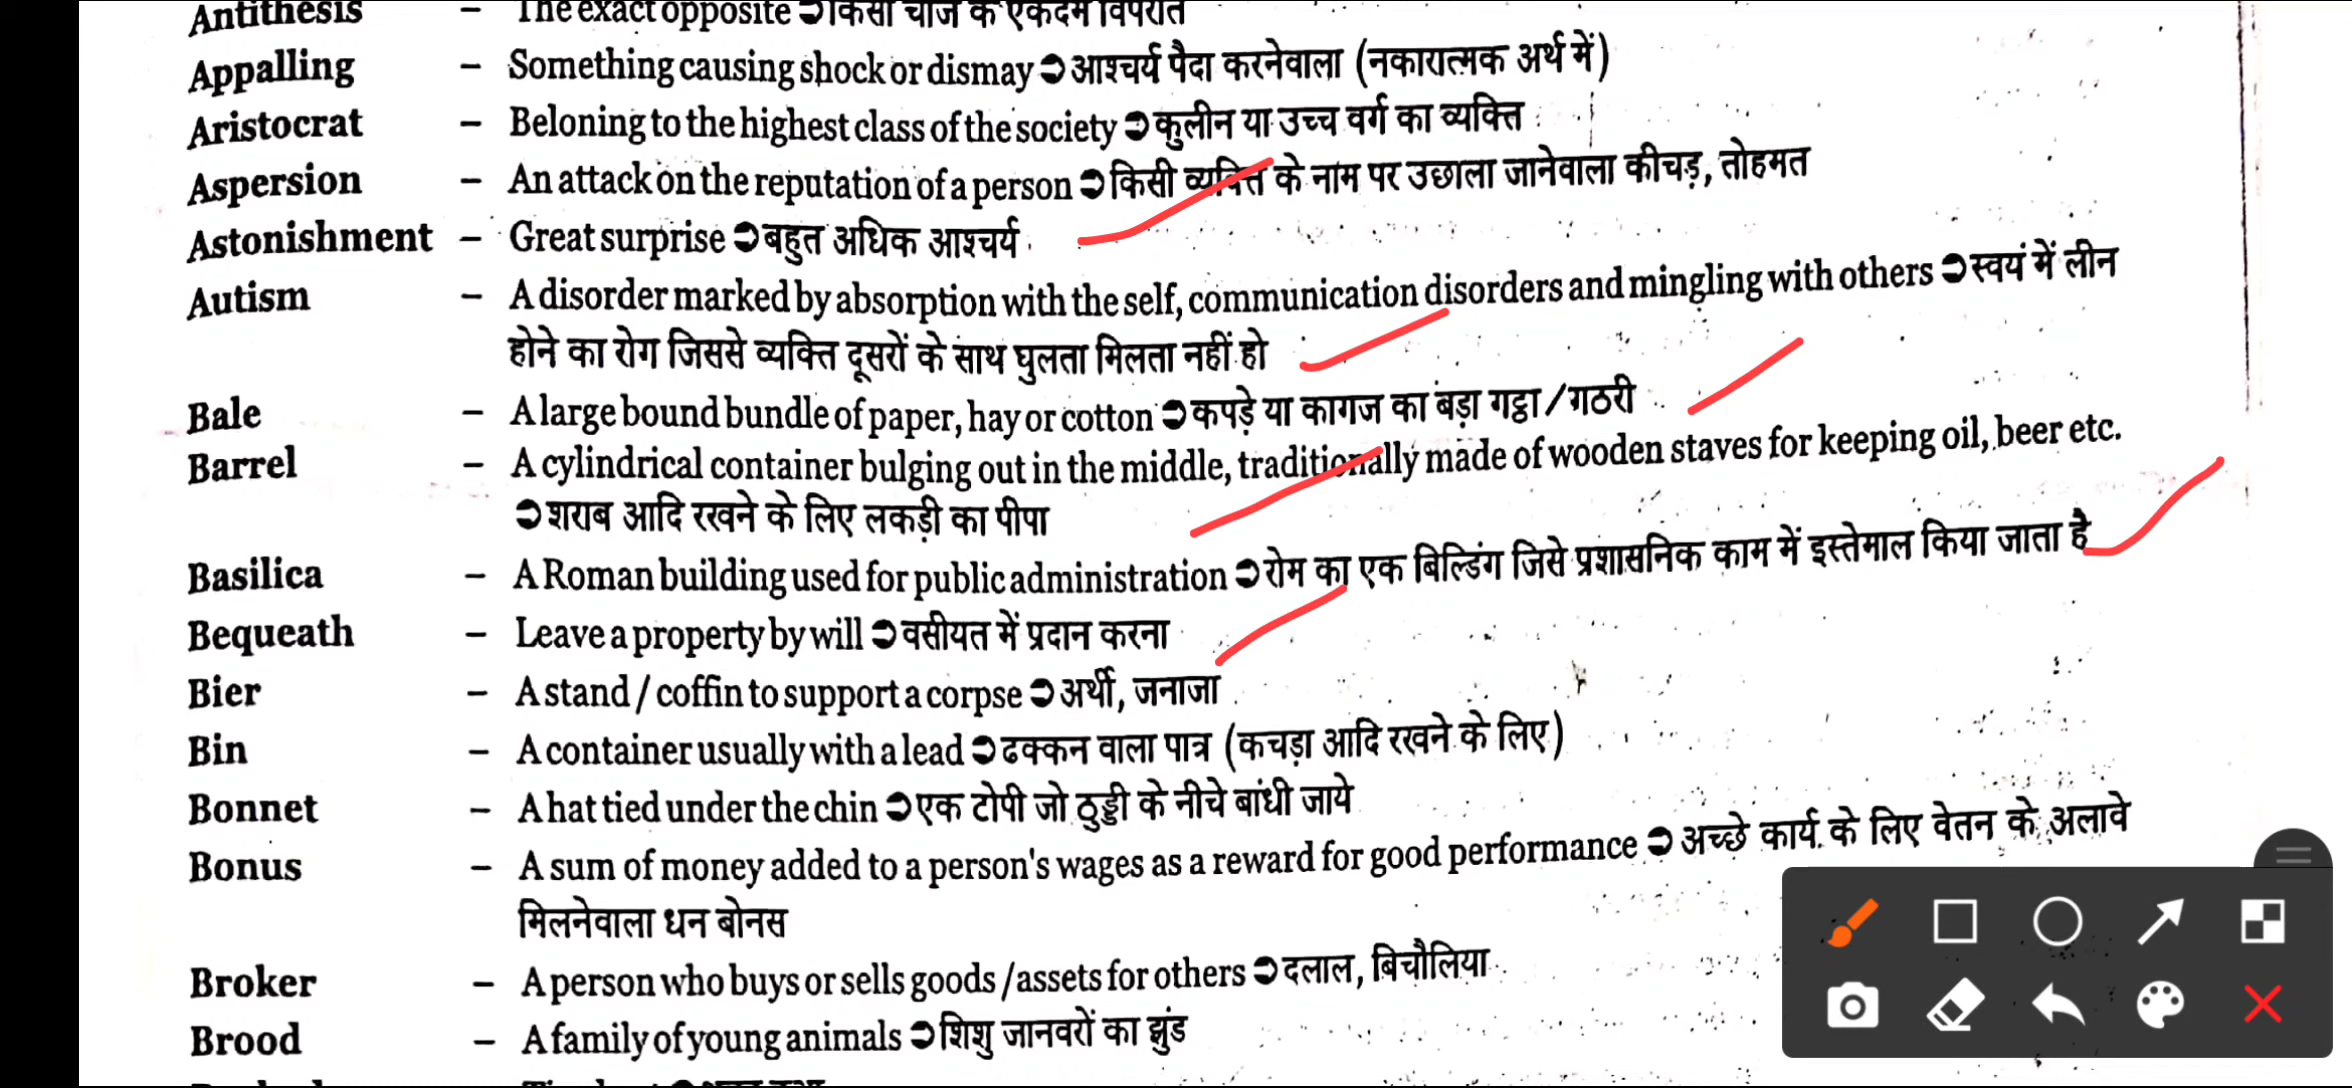 Antithesis – The exact opposite ➲ किसी चीज के एकदम विपरीत
Appalling – Something causing shock or dismay ➲ आश्चर्य पैदा करनेवाला (नकारात्मक अर्थ में)
Aristocrat – Beloning to the highest class of the society ➲ कुलीन या उच्च वर्ग का व्यक्ति
Aspersion – An attack on the reputation of a person ➲ किसी व्यक्ति के नाम पर उछाला जानेवाला कीचड़, तोहमत
Astonishment – Great surprise ➲ बहुत अधिक आश्चर्य
Autism – A disorder marked by absorption with the self, communication disorders and mingling with others ➲ स्वयं में लीन
होने का रोग जिससे व्यक्ति दूसरों के साथ घुलता मिलता नहीं हो
Bale – A large bound bundle of paper, hay or cotton ➲ कपड़े या कागज का बड़ा गट्ठा/गठरी
Barrel – A cylindrical container bulging out in the middle, traditionally made of wooden staves for keeping oil, beer etc.
➲ शराब आदि रखने के लिए लकड़ी का पीपा
Basilica – A Roman building used for public administration ➲ रोम का एक बिल्डिंग जिसे प्रशासनिक काम में इस्तेमाल किया जाता है
Bequeath – Leave a property by will ➲ वसीयत में प्रदान करना
Bier – A stand / coffin to support a corpse ➲ अर्थी, जनाजा
Bin – A container usually with a lead ➲ ढक्कन वाला पात्र (कचड़ा आदि रखने के लिए)
Bonnet – A hat tied under the chin ➲ एक टोपी जो ठुड्डी के नीचे बांधी जाये
Bonus – A sum of money added to a person's wages as a reward for good performance ➲ अच्छे कार्य के लिए वेतन के अलावे
मिलनेवाला धन बोनस
Broker – A person who buys or sells goods /assets for others ➲ दलाल, बिचौलिया
Brood – A family of young animals ➲ शिशु जानवरों का झुंड